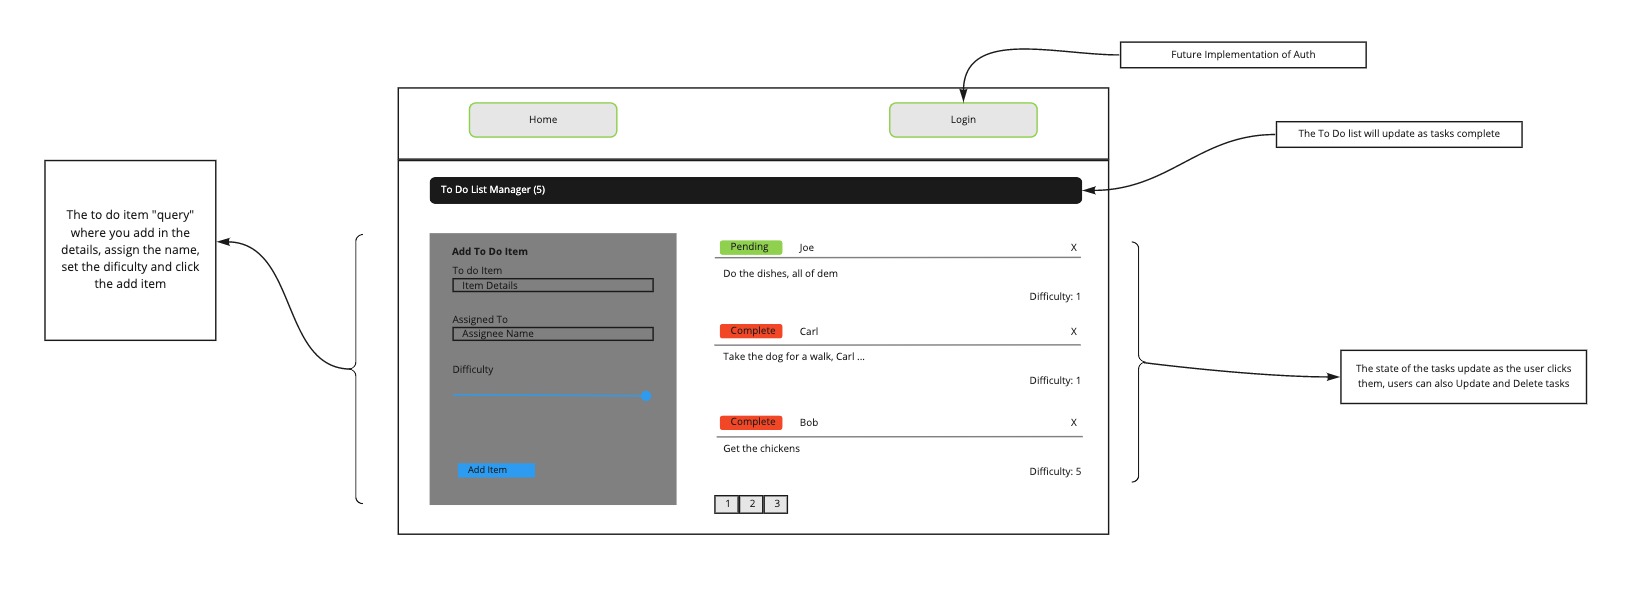 Future Implementation of Auth
Home
Login
The To Do list will update as tasks complete
To Do List Manager (5)
The to do item "query"
where you add in the
details, assign the name,
set the dificulty and click
the add item
Add To Do Item
To do Item
Item Details
Assigned To
Assignee Name
Difficulty
Add Item
Pending Joe X
Do the dishes, all of dem
Difficulty: 1
Complete Carl X
Take the dog for a walk, Carl ...
Difficulty: 1
Complete Bob X
Get the chickens
Difficulty: 5
1 2 3
The state of the tasks update as the user clicks
them, users can also Update and Delete tasks